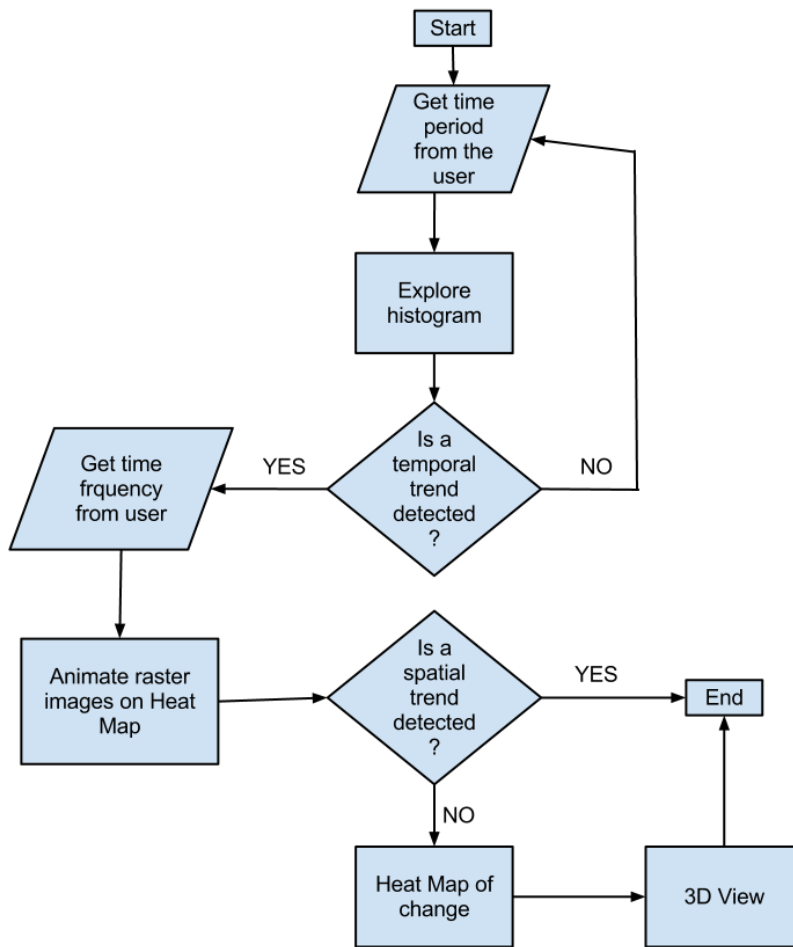 Start
Get time
period
from the
user
Explore
histogram
Is a
temporal
trend
detected
?
YES
NO
Get time
frquency
from user
Animate raster
images on Heat
Map
Is a
spatial
trend
detected
?
YES
End
NO
Heat Map of
change
3D View